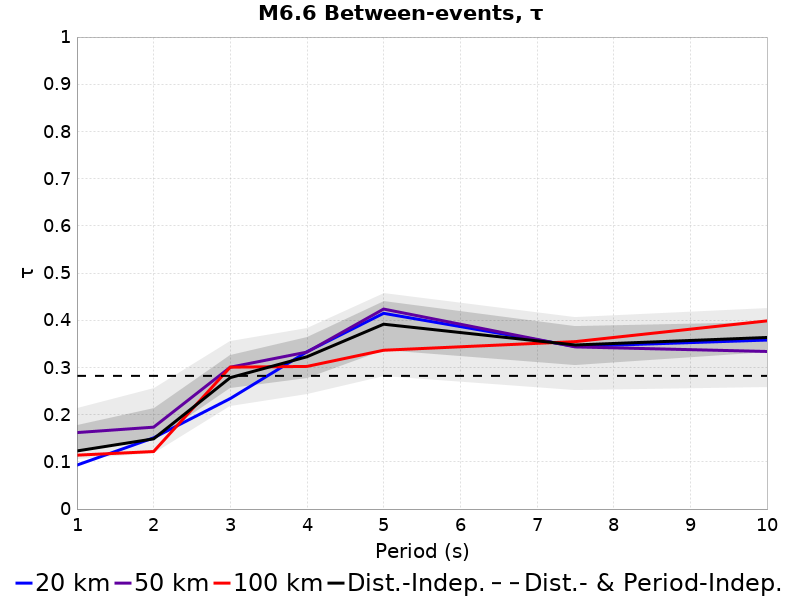 M6.6 Between-events, τ
1
0.9
0.8
0.7
0.6
0.5
0.4
0.3
0.2
0.1
0
τ
1 2 3 4 5 6 7 8 9 10
Period (s)
20 km 50 km 100 km Dist.-Indep. Dist.- & Period-Indep.